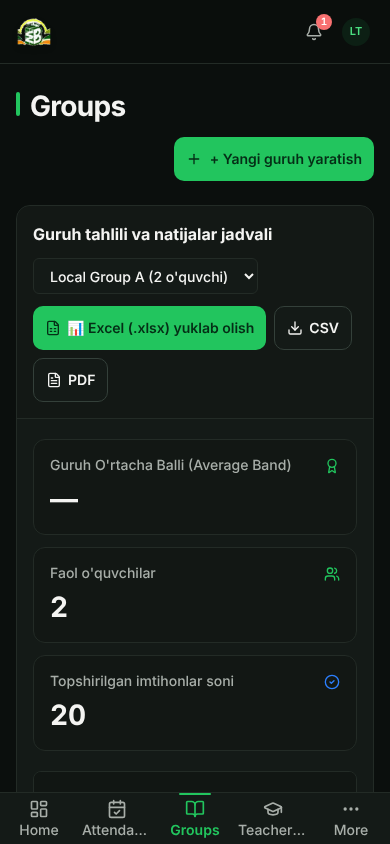 1
LT
Groups
+ Yangi guruh yaratish
Guruh tahlili va natijalar jadvali
Local Group A (2 o'quvchi)
Excel (.xlsx) yuklab olish
CSV
PDF
Guruh O'rtacha Balli (Average Band)
—
Faol o'quvchilar
2
Topshirilgan imtihonlar soni
20
Home
Attenda...
Groups
Teacher...
More